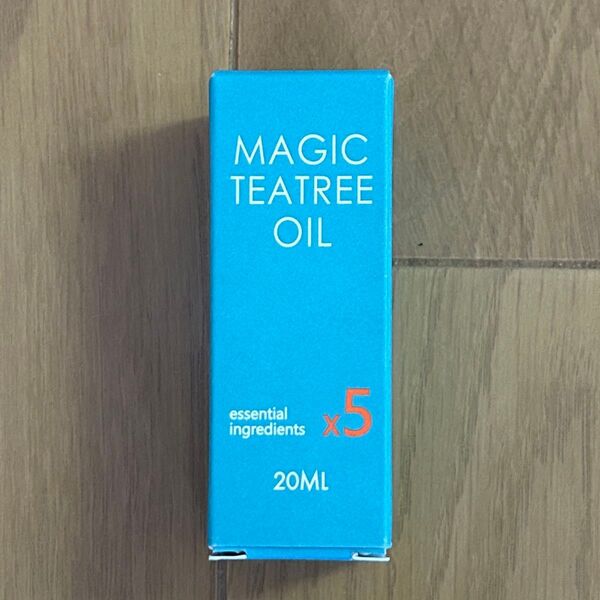 MAGIC
TEATREE
OIL
essential
ingredients x5
20ML